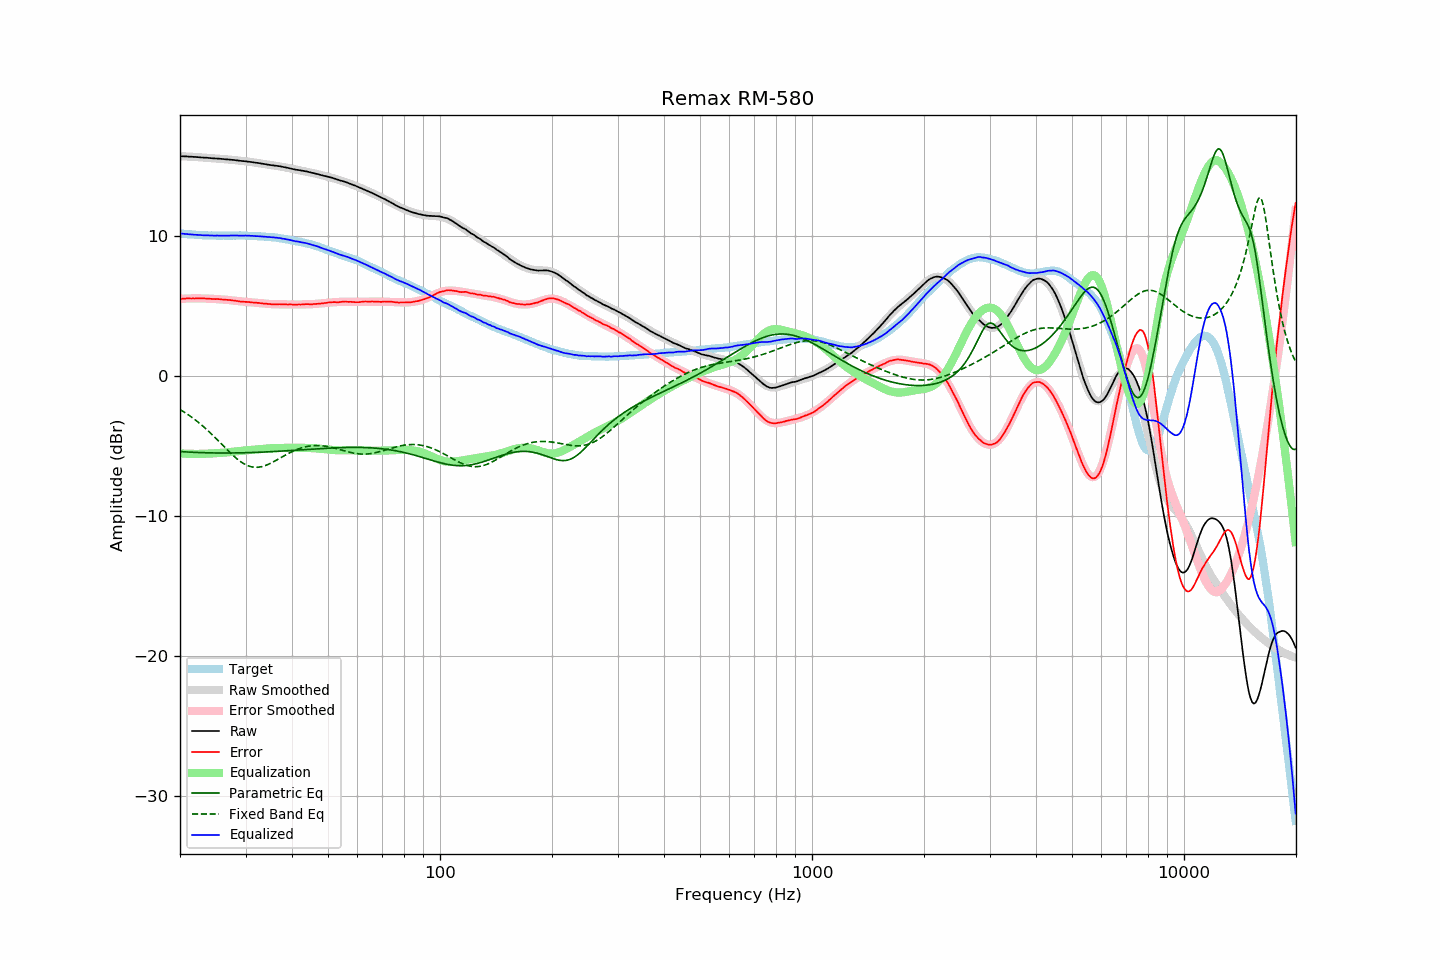 Remax RM-580
10
0
−10
−20
−30
Amplitude (dBr)
Target
Raw Smoothed
Error Smoothed
Raw
Error
Equalization
Parametric Eq
Fixed Band Eq
Equalized
100
1000
10000
Frequency (Hz)